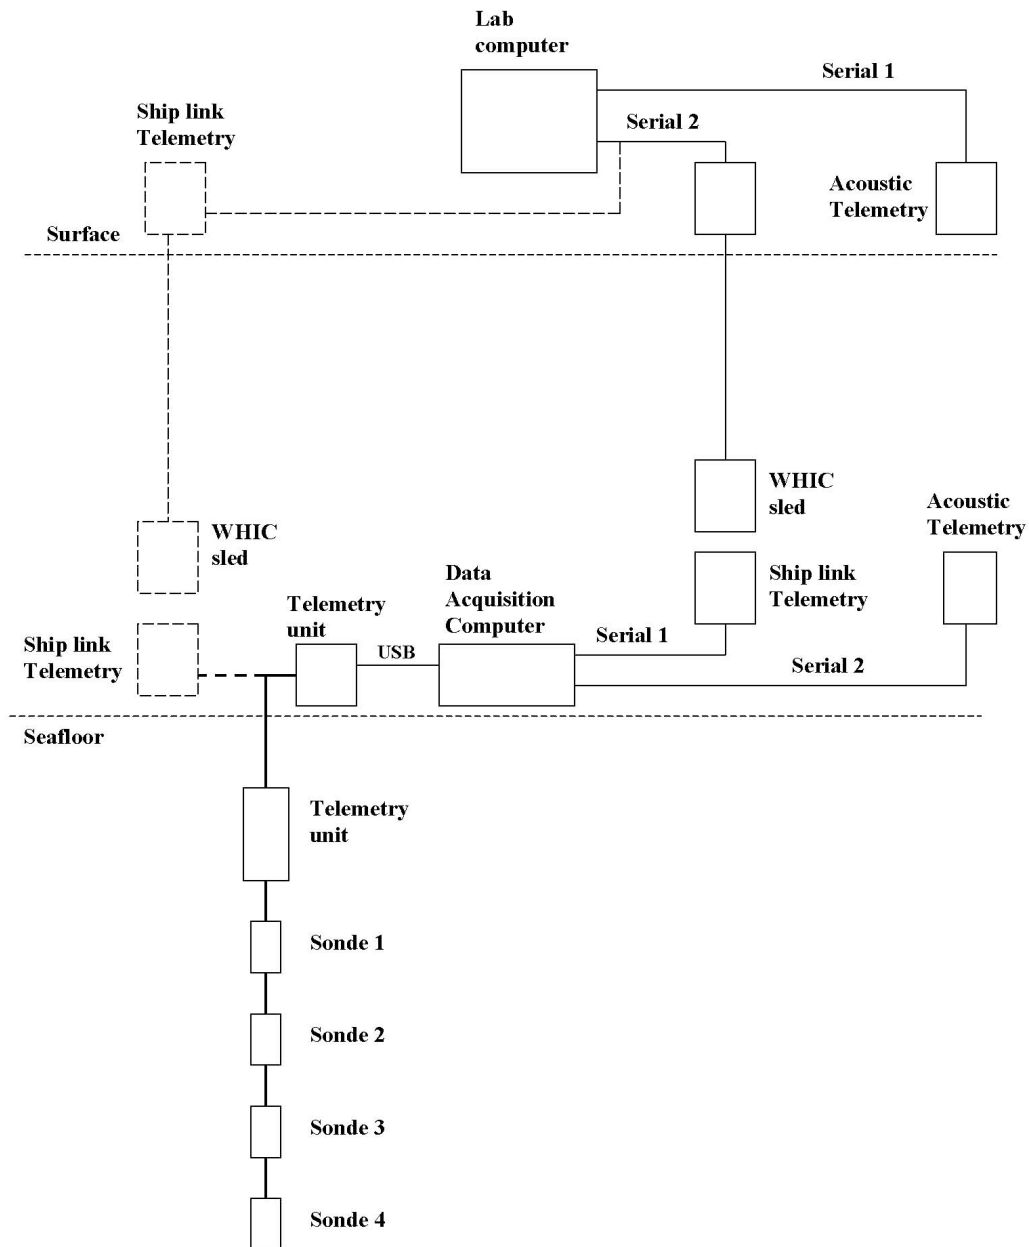 Lab
computer
Serial 1
Ship link
Telemetry
Serial 2
Acoustic
Telemetry
Surface
WHIC
sled
Acoustic
Telemetry
WHIC
sled
Data
Acquisition
Computer
Ship link
Telemetry
Telemetry
unit
Serial 1
Ship link
Telemetry
USB
Serial 2
Seafloor
Telemetry
unit
Sonde 1
Sonde 2
Sonde 3
Sonde 4